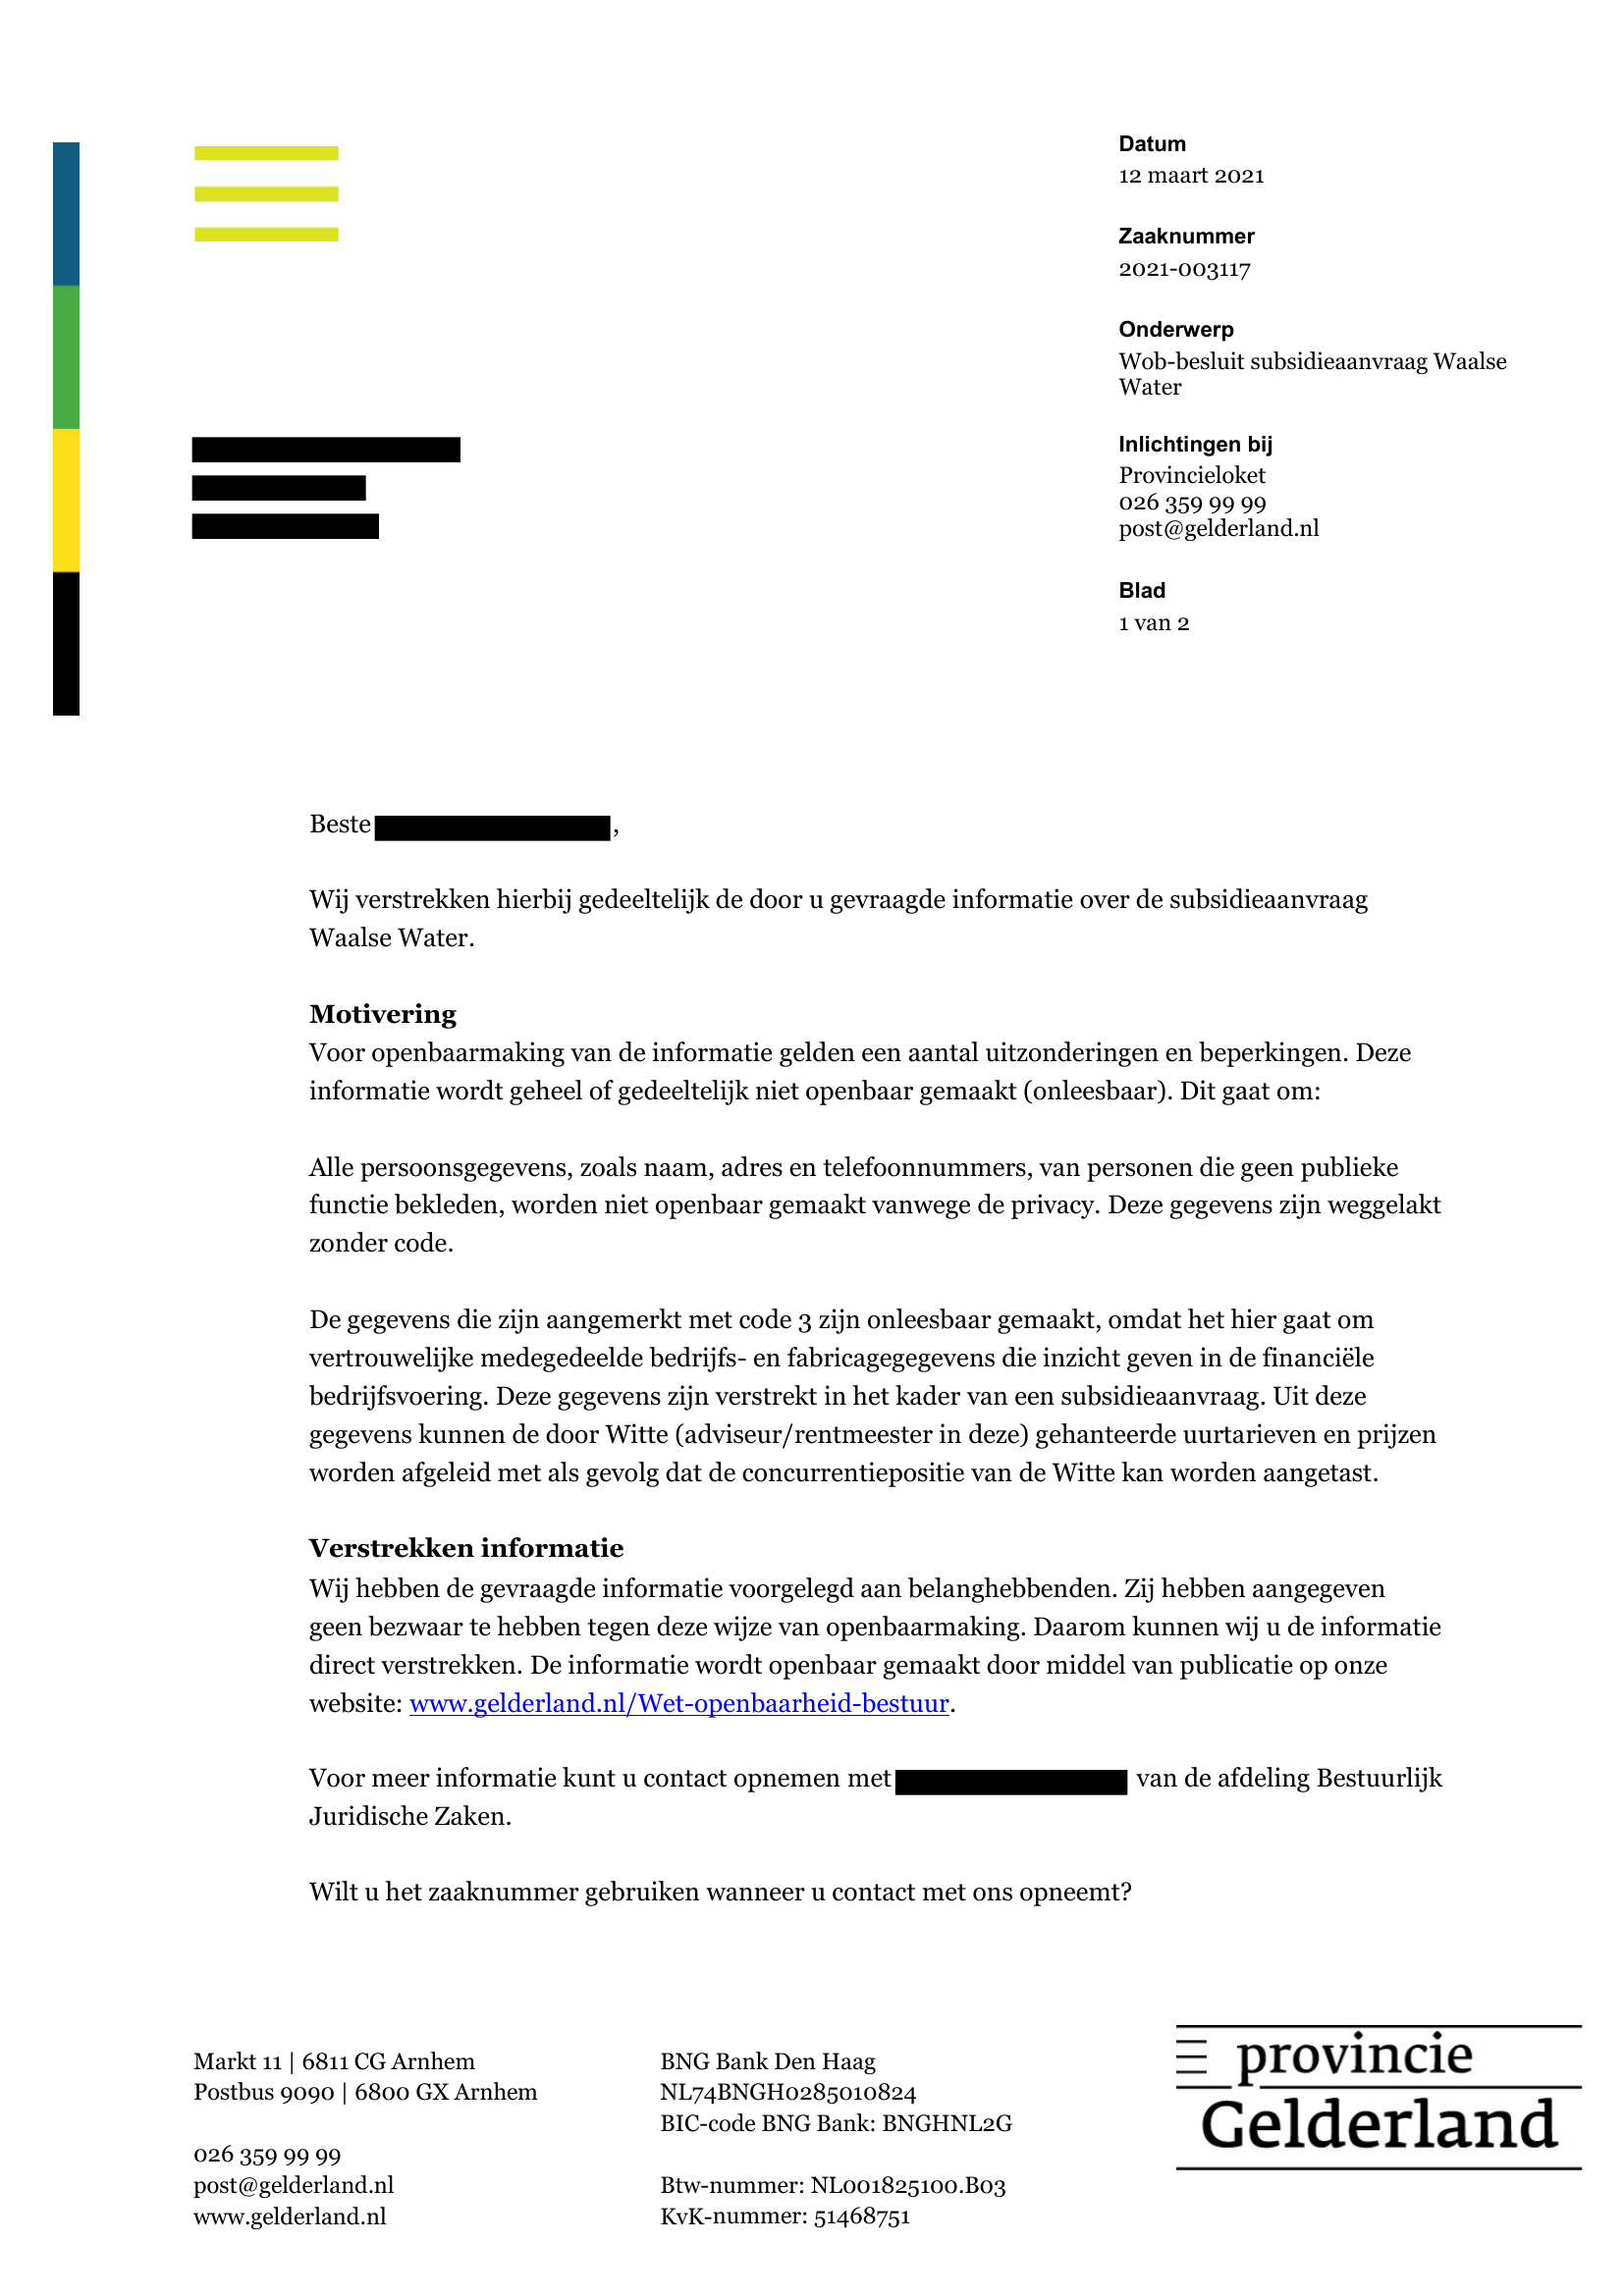 Datum
12 maart 2021
Zaaknummer
2021-003117
Onderwerp
Wob-besluit subsidieaanvraag Waalse
Water
Inlichtingen bij
Provincieloket
026 359 99 99
post@gelderland.nl
Blad
1 van 2
Beste ,
Wij verstrekken hierbij gedeeltelijk de door u gevraagde informatie over de subsidieaanvraag
Waalse Water.
Motivering
Voor openbaarmaking van de informatie gelden een aantal uitzonderingen en beperkingen. Deze
informatie wordt geheel of gedeeltelijk niet openbaar gemaakt (onleesbaar). Dit gaat om:
Alle persoonsgegevens, zoals naam, adres en telefoonnummers, van personen die geen publieke
functie bekleden, worden niet openbaar gemaakt vanwege de privacy. Deze gegevens zijn weggelakt
zonder code.
De gegevens die zijn aangemerkt met code 3 zijn onleesbaar gemaakt, omdat het hier gaat om
vertrouwelijke medegedeelde bedrijfs- en fabricagegegevens die inzicht geven in de financiële
bedrijfsvoering. Deze gegevens zijn verstrekt in het kader van een subsidieaanvraag. Uit deze
gegevens kunnen de door Witte (adviseur/rentmeester in deze) gehanteerde uurtarieven en prijzen
worden afgeleid met als gevolg dat de concurrentiepositie van de Witte kan worden aangetast.
Verstrekken informatie
Wij hebben de gevraagde informatie voorgelegd aan belanghebbenden. Zij hebben aangegeven
geen bezwaar te hebben tegen deze wijze van openbaarmaking. Daarom kunnen wij u de informatie
direct verstrekken. De informatie wordt openbaar gemaakt door middel van publicatie op onze
website: www.gelderland.nl/Wet-openbaarheid-bestuur.
Voor meer informatie kunt u contact opnemen met van de afdeling Bestuurlijk
Juridische Zaken.
Wilt u het zaaknummer gebruiken wanneer u contact met ons opneemt?
Markt 11 | 6811 CG Arnhem
Postbus 9090 | 6800 GX Arnhem
026 359 99 99
post@gelderland.nl
www.gelderland.nl
BNG Bank Den Haag
NL74BNGH0285010824
BIC-code BNG Bank: BNGHNL2G
Btw-nummer: NL001825100.B03
KvK-nummer: 51468751
provincie
Gelderland